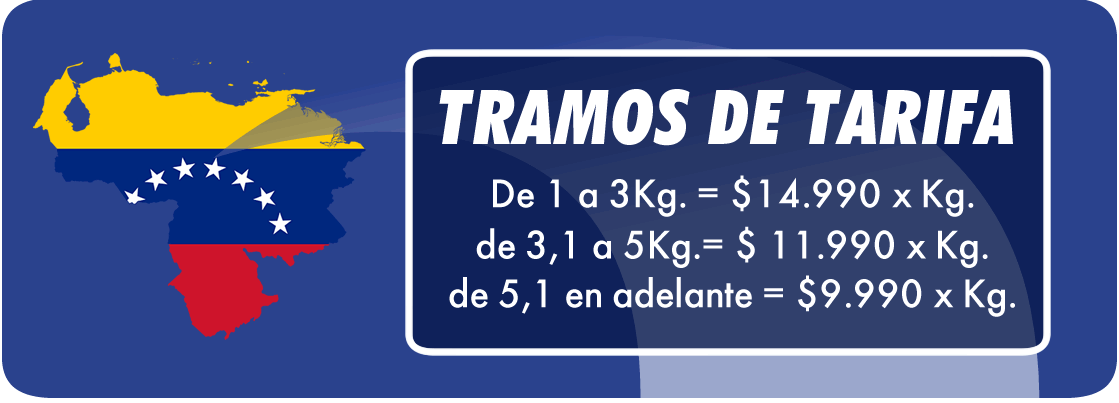 TRAMOS DE TARIFA
De 1 a 3Kg. = $14.990 x Kg.
de 3,1 a 5Kg.= $ 11.990 x Kg.
de 5,1 en adelante = $9.990 x Kg.